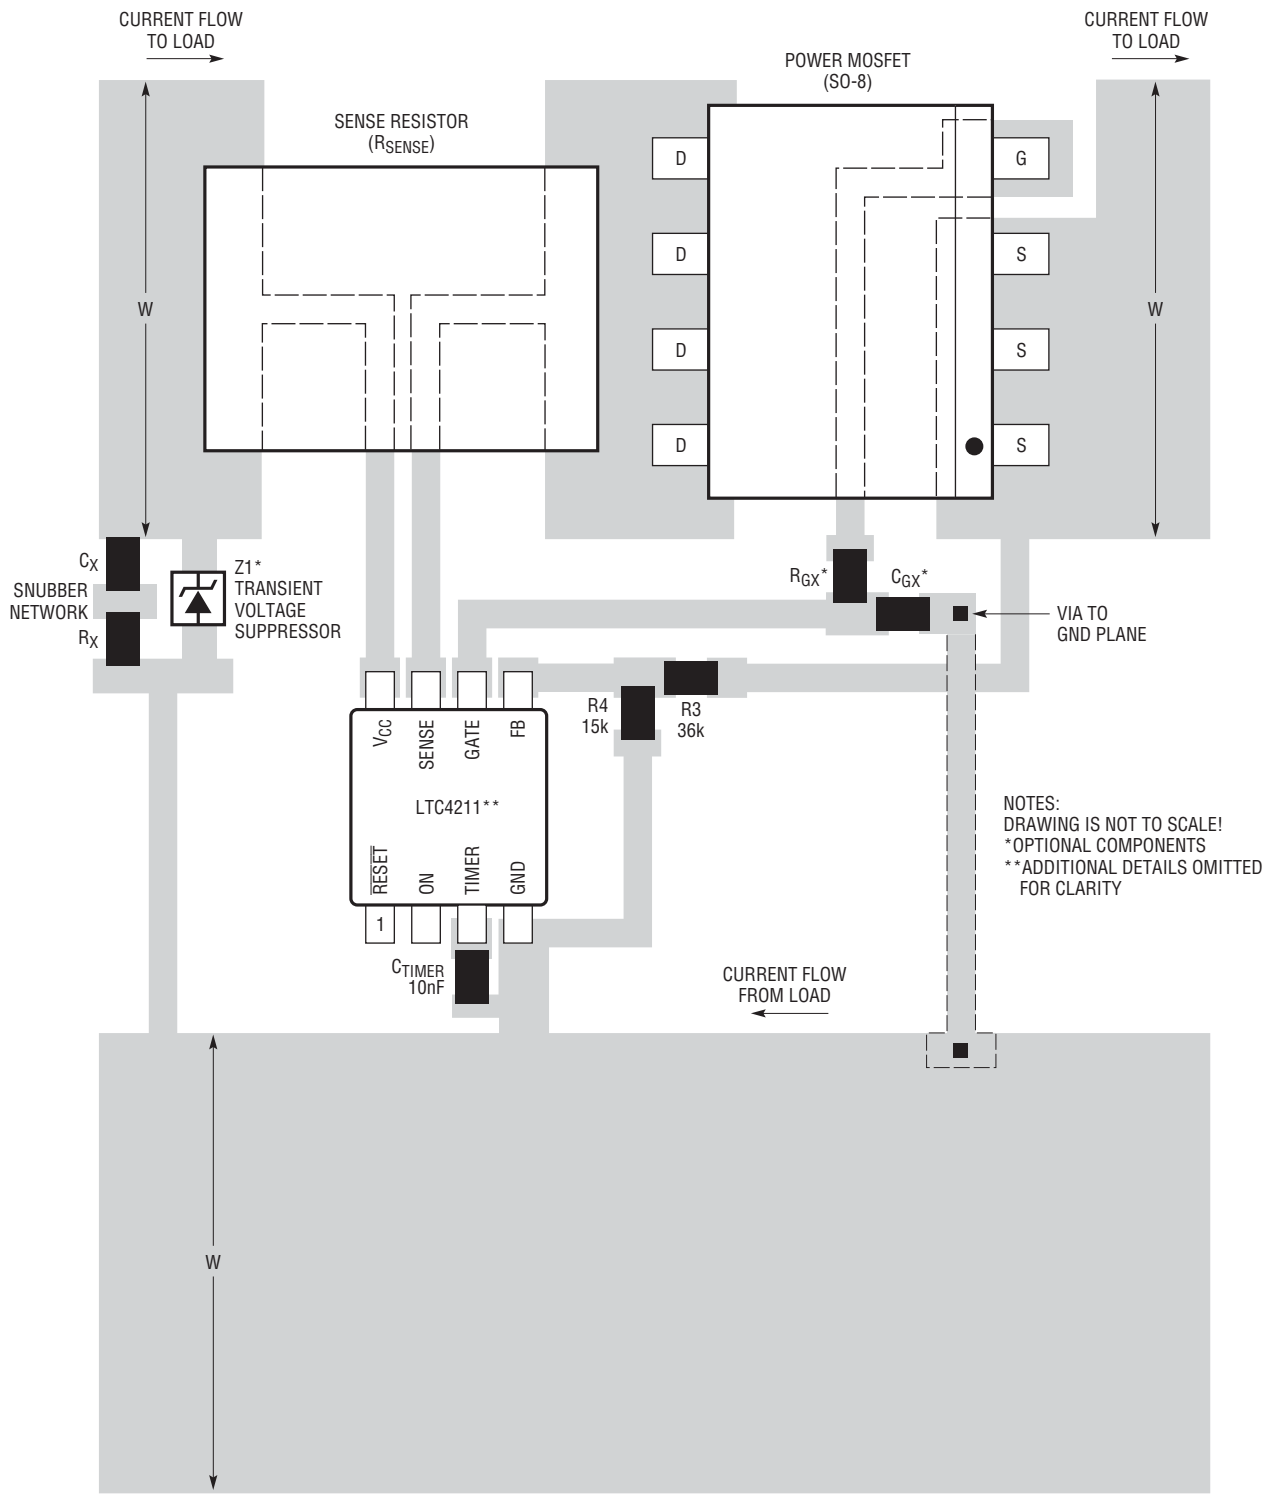 CURRENT FLOW
TO LOAD
CURRENT FLOW
TO LOAD
POWER MOSFET
(SO-8)
SENSE RESISTOR
(RSENSE)
D
G
D
S
W
W
D
S
D
S
CX
SNUBBER
NETWORK
RX
Z1*
TRANSIENT
VOLTAGE
SUPPRESSOR
RGX*
CGX*
VIA TO
GND PLANE
R4
15k
R3
36k
VCC
SENSE
GATE
FB
LTC4211**
RESET
ON
TIMER
GND
1
NOTES:
DRAWING IS NOT TO SCALE!
*OPTIONAL COMPONENTS
**ADDITIONAL DETAILS OMITTED
FOR CLARITY
CTIMER
10nF
CURRENT FLOW
FROM LOAD
W